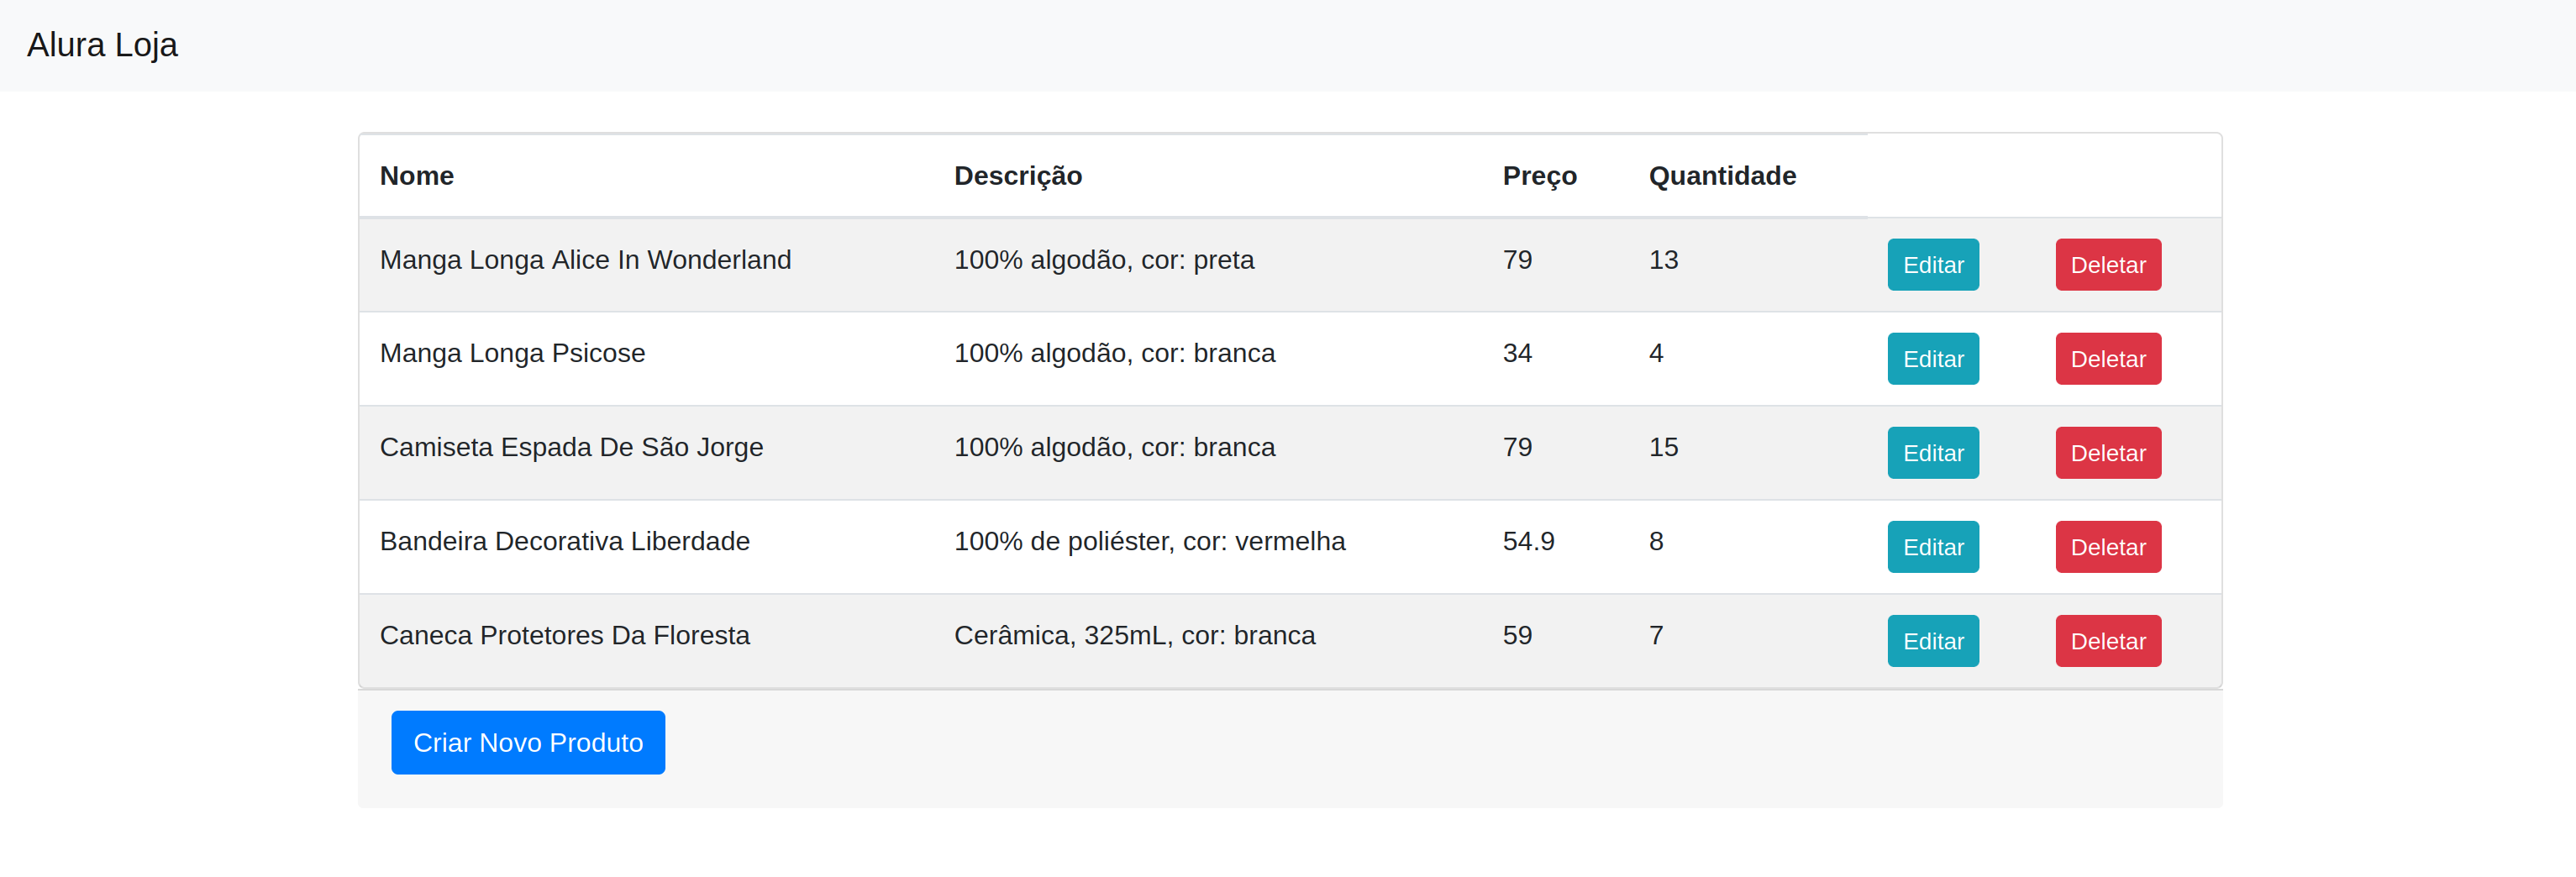 Alura Loja
Nome Descrição Preço Quantidade
Manga Longa Alice In Wonderland 100% algodão, cor: preta 79 13 Editar Deletar
Manga Longa Psicose 100% algodão, cor: branca 34 4 Editar Deletar
Camiseta Espada De São Jorge 100% algodão, cor: branca 79 15 Editar Deletar
Bandeira Decorativa Liberdade 100% de poliéster, cor: vermelha 54.9 8 Editar Deletar
Caneca Protetores Da Floresta Cerâmica, 325mL, cor: branca 59 7 Editar Deletar
Criar Novo Produto